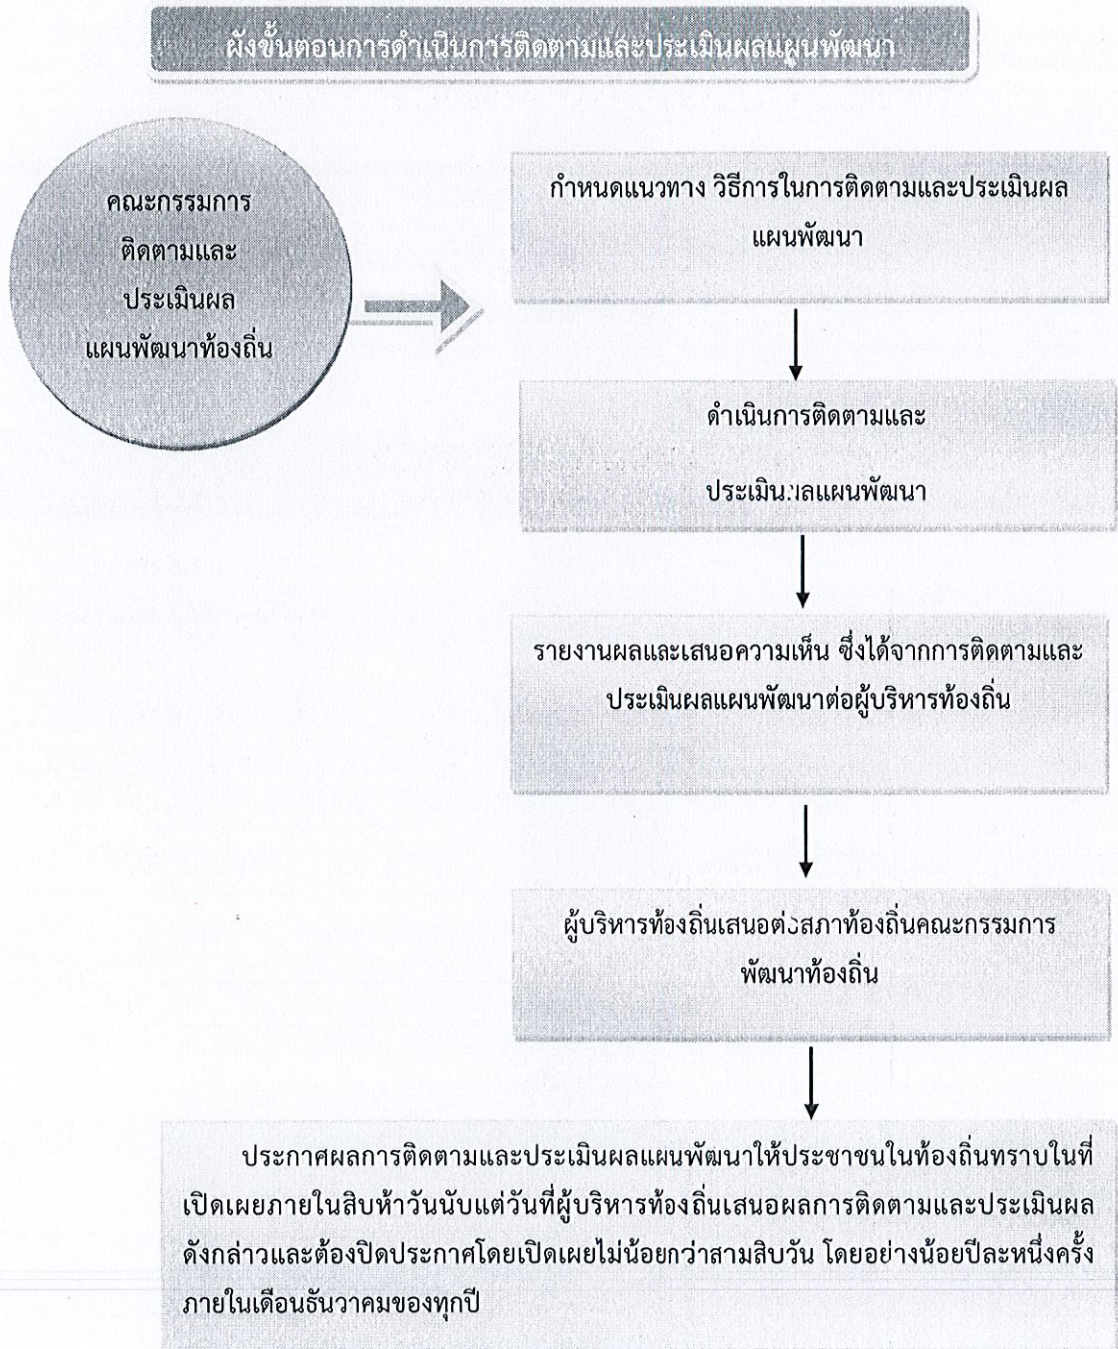 ผังขั้นตอนการดำเนินการติดตามและประเมินผลแผนพัฒนา
คณะกรรมการ
ติดตามและ
ประเมินผล
แผนพัฒนาท้องถิ่น
กำหนดแนวทาง วิธีการในการติดตามและประเมินผล
แผนพัฒนา
ดำเนินการติดตามและ
ประเมินผลแผนพัฒนา
รายงานผลและเสนอความเห็น ซึ่งได้จากการติดตามและ
ประเมินผลแผนพัฒนาต่อผู้บริหารท้องถิ่น
ผู้บริหารท้องถิ่นเสนอต่อสภาท้องถิ่นคณะกรรมการ
พัฒนาท้องถิ่น
ประกาศผลการติดตามและประเมินผลแผนพัฒนาให้ประชาชนในท้องถิ่นทราบในที่
เปิดเผยภายในสิบห้าวันนับแต่วันที่ผู้บริหารท้องถิ่นเสนอผลการติดตามและประเมินผล
ดังกล่าวและต้องปิดประกาศโดยเปิดเผยไม่น้อยกว่าสามสิบวัน โดยอย่างน้อยปีละหนึ่งครั้ง
ภายในเดือนธันวาคมของทุกปี